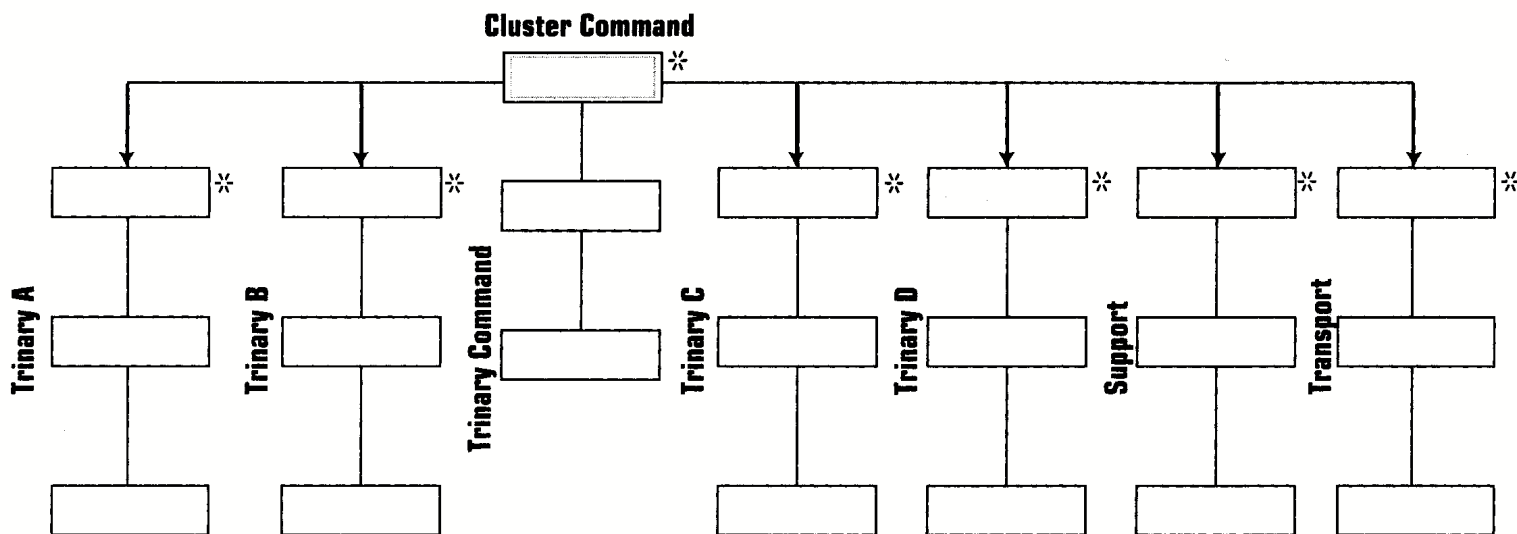 Cluster Command
Trinary A
Trinary B
Trinary Command
Trinary C
Trinary D
Support
Transport